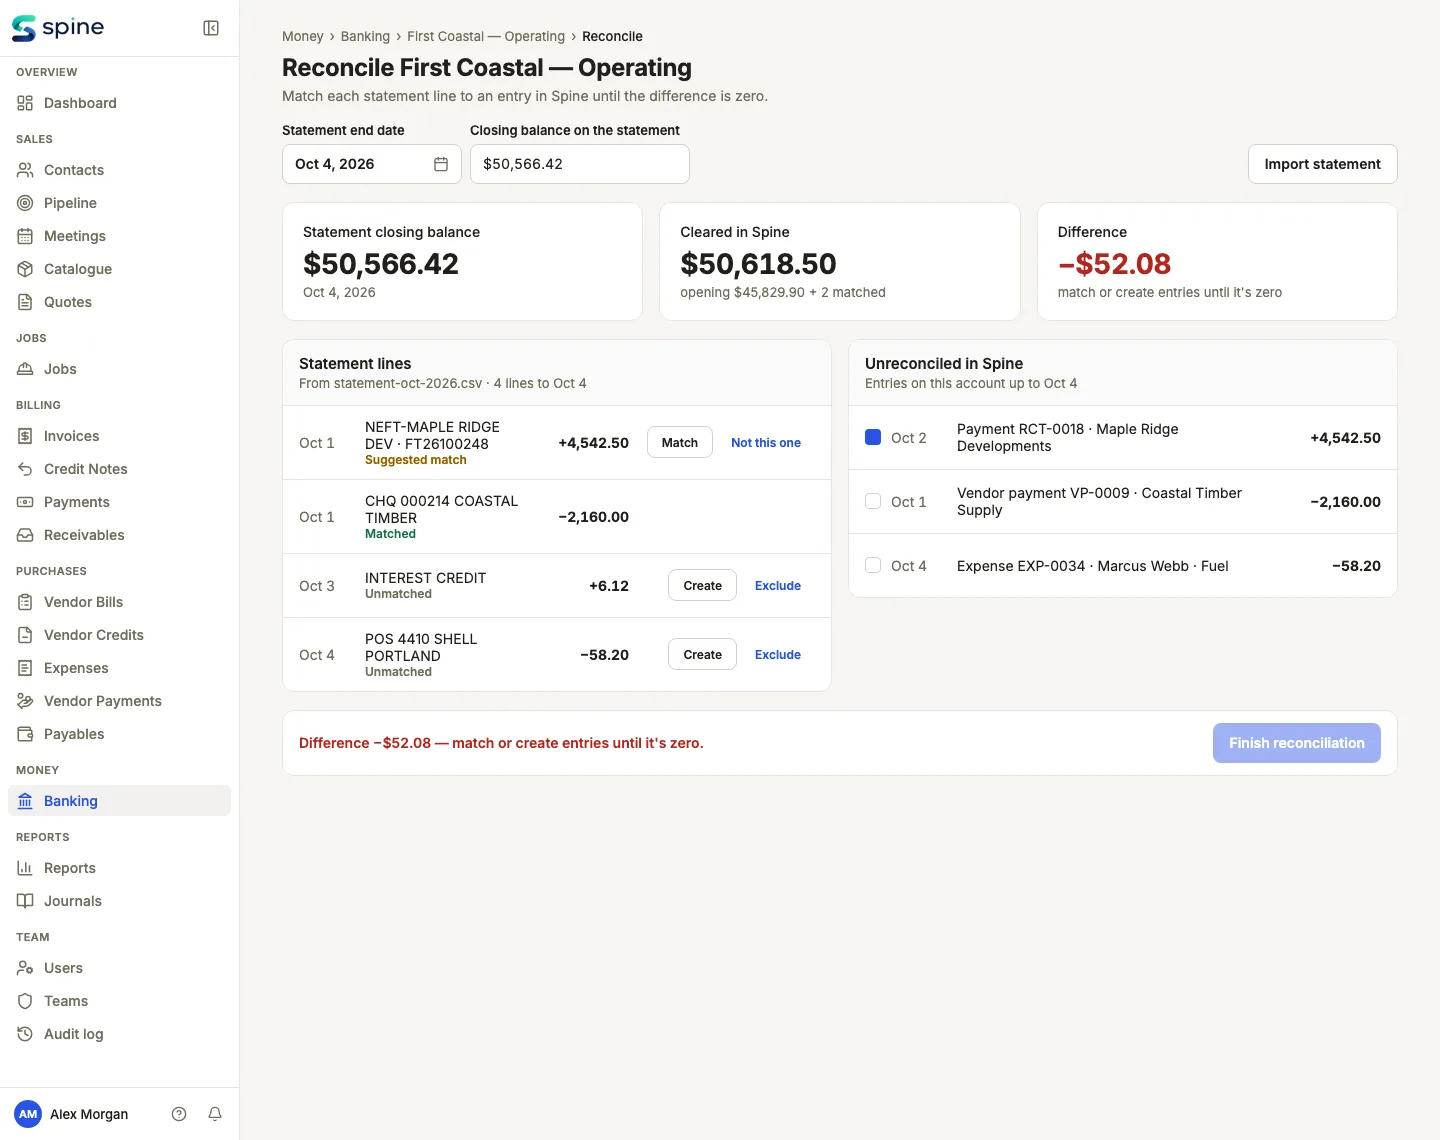 spine
OVERVIEW
Dashboard
SALES
Contacts
Pipeline
Meetings
Catalogue
Quotes
JOBS
Jobs
BILLING
Invoices
Credit Notes
Payments
Receivables
PURCHASES
Vendor Bills
Vendor Credits
Expenses
Vendor Payments
Payables
MONEY
Banking
REPORTS
Reports
Journals
TEAM
Users
Teams
Audit log
AM Alex Morgan
Money › Banking › First Coastal — Operating › Reconcile
Reconcile First Coastal — Operating
Match each statement line to an entry in Spine until the difference is zero.
Statement end date
Oct 4, 2026
Closing balance on the statement
$50,566.42
Import statement
Statement closing balance
$50,566.42
Oct 4, 2026
Cleared in Spine
$50,618.50
opening $45,829.90 + 2 matched
Difference
−$52.08
match or create entries until it's zero
Statement lines
From statement-oct-2026.csv · 4 lines to Oct 4
Oct 1
NEFT-MAPLE RIDGE
DEV · FT26100248
Suggested match
+4,542.50
Match
Not this one
Oct 1
CHQ 000214 COASTAL
TIMBER
Matched
−2,160.00
Oct 3
INTEREST CREDIT
Unmatched
+6.12
Create
Exclude
Oct 4
POS 4410 SHELL
PORTLAND
Unmatched
−58.20
Create
Exclude
Unreconciled in Spine
Entries on this account up to Oct 4
Oct 2
Payment RCT-0018 · Maple Ridge
Developments
+4,542.50
Oct 1
Vendor payment VP-0009 · Coastal Timber
Supply
−2,160.00
Oct 4
Expense EXP-0034 · Marcus Webb · Fuel
−58.20
Difference −$52.08 — match or create entries until it's zero.
Finish reconciliation